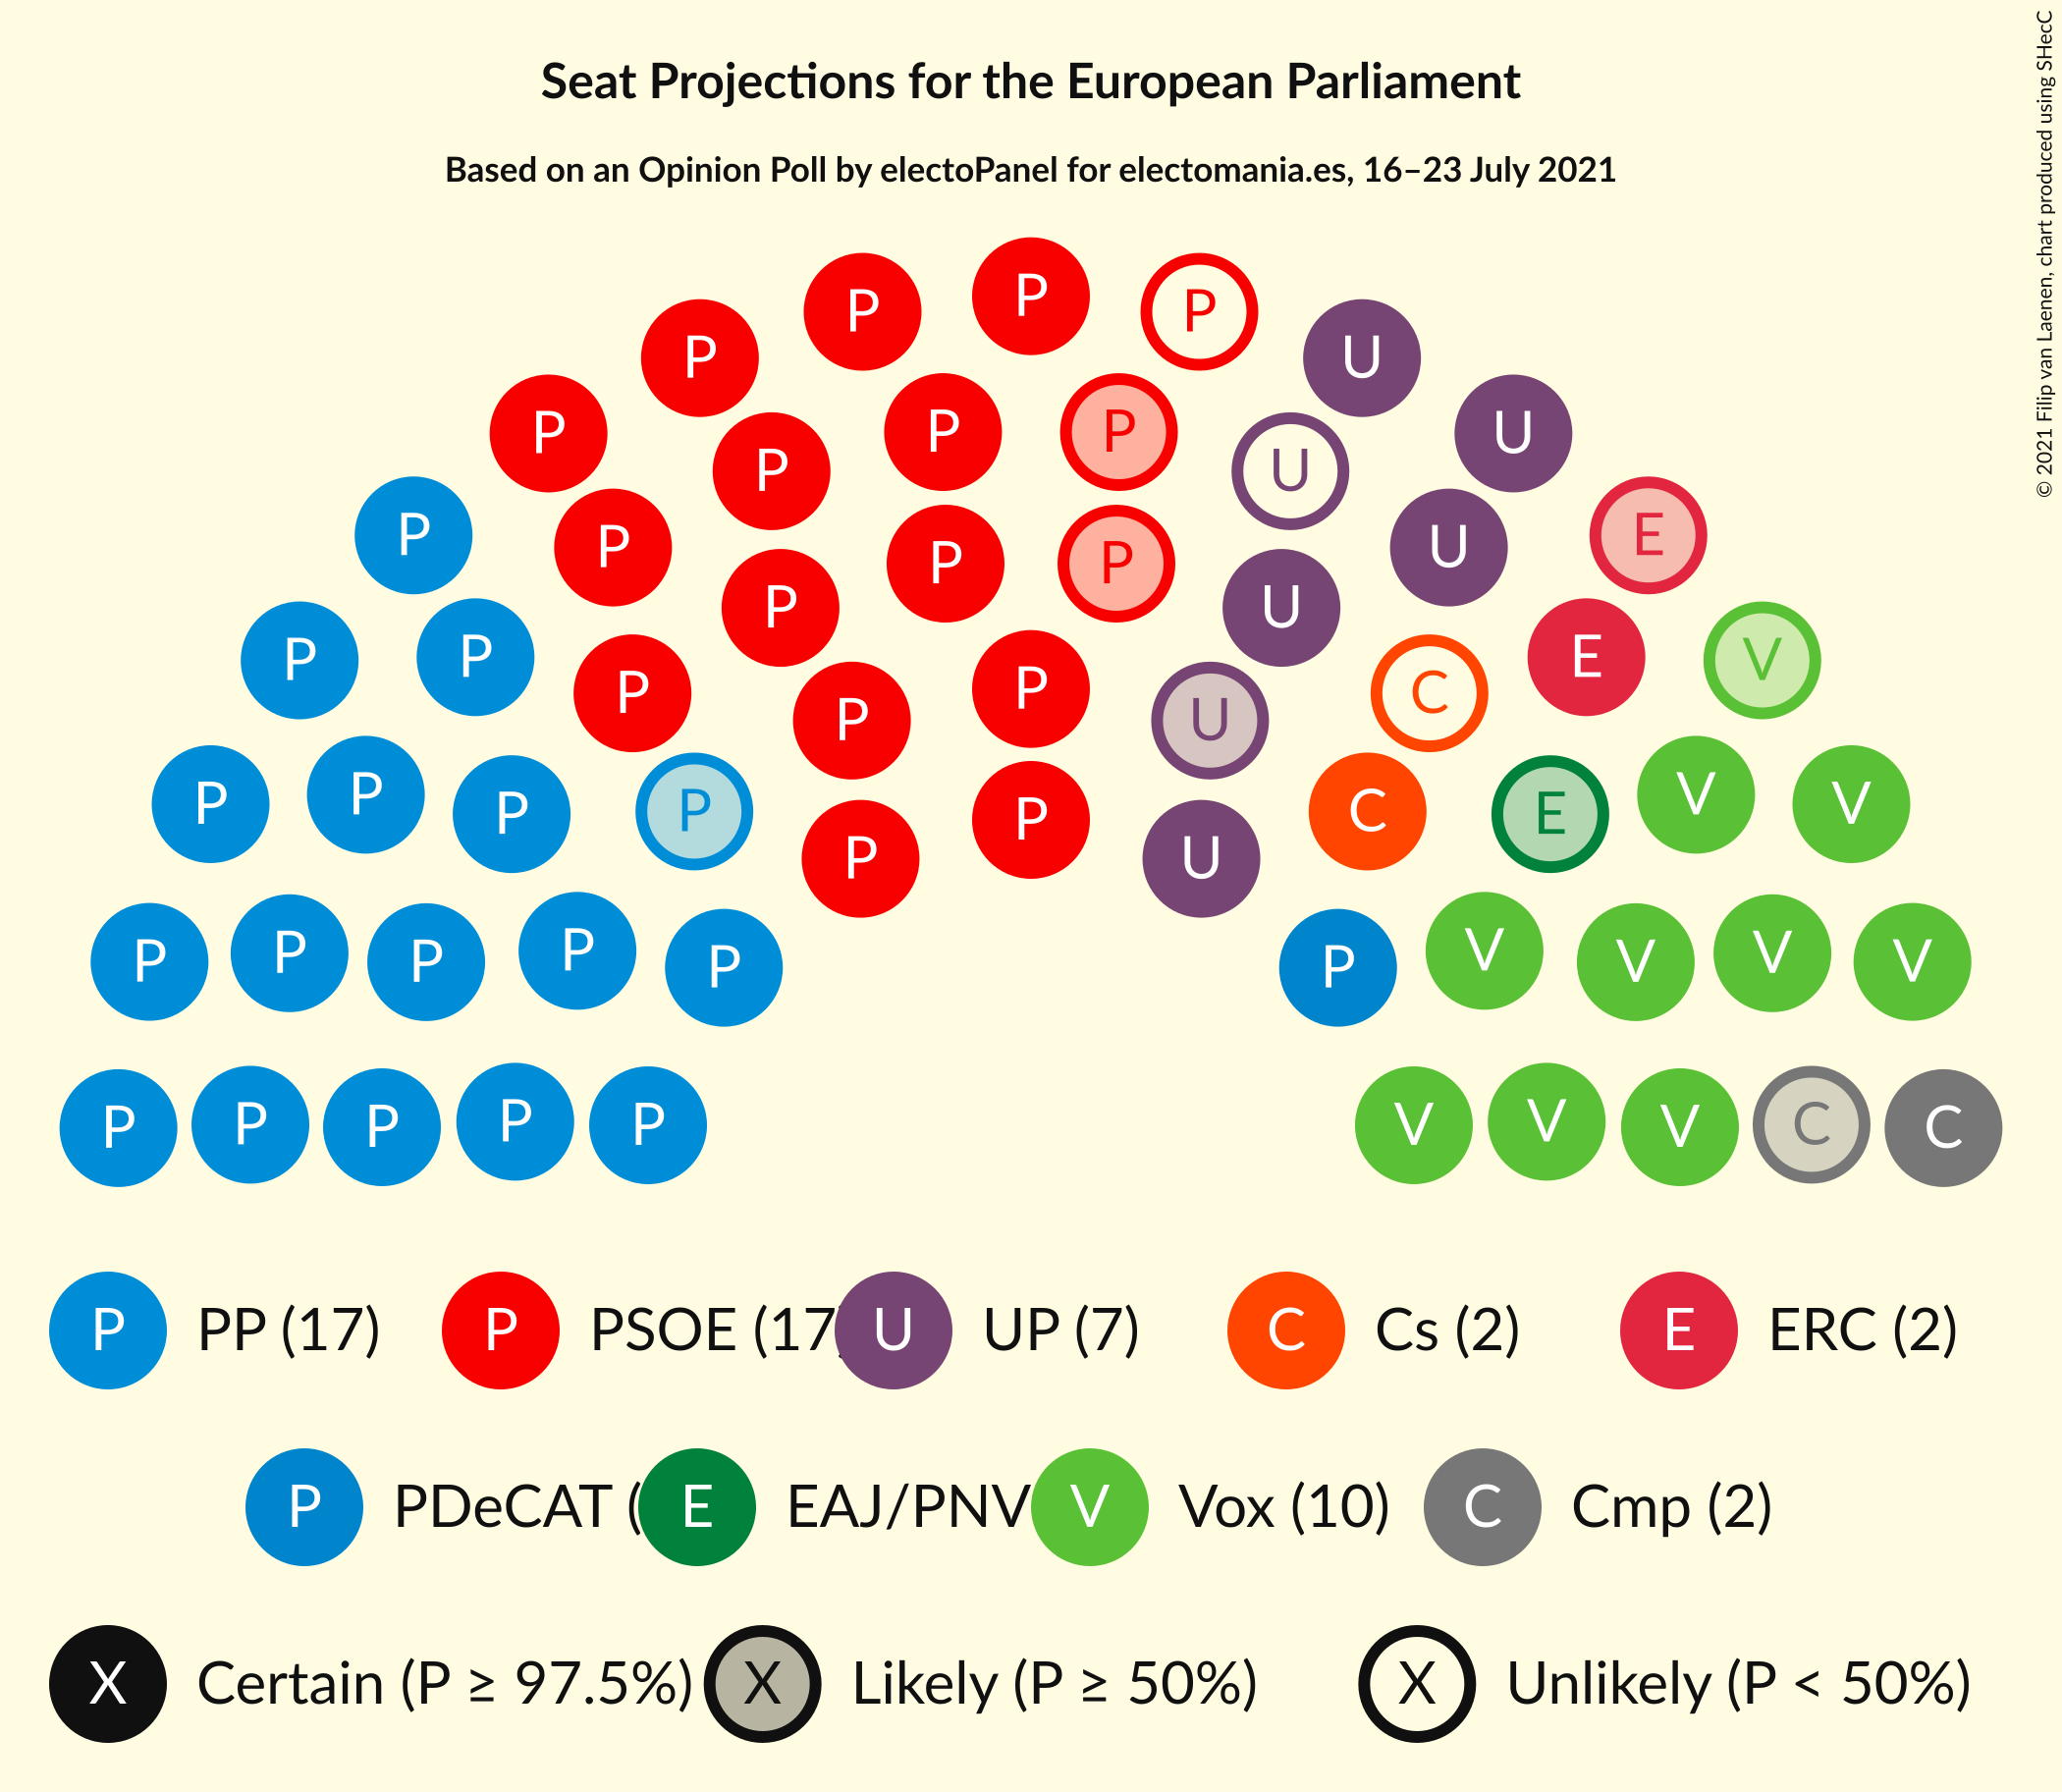 Seat Projections for the European Parliament
Based on an Opinion Poll by electoPanel for electomania.es, 16–23 July 2021
© 2021 Filip van Laenen, chart produced using SHecC
P P P
P U
P P P U
P U
P E
P U
P P
P U
P P E V
P P C
P U
P P P P P C E V V
P U
P P P P P P V V V V
P P P P P V V V C C
P PP (17) P PSOE (17 U UP (7) C Cs (2) E ERC (2)
P PDeCAT ( E EAJ/PNV V Vox (10) C Cmp (2)
X Certain (P ≥ 97.5%) X Likely (P ≥ 50%) X Unlikely (P < 50%)